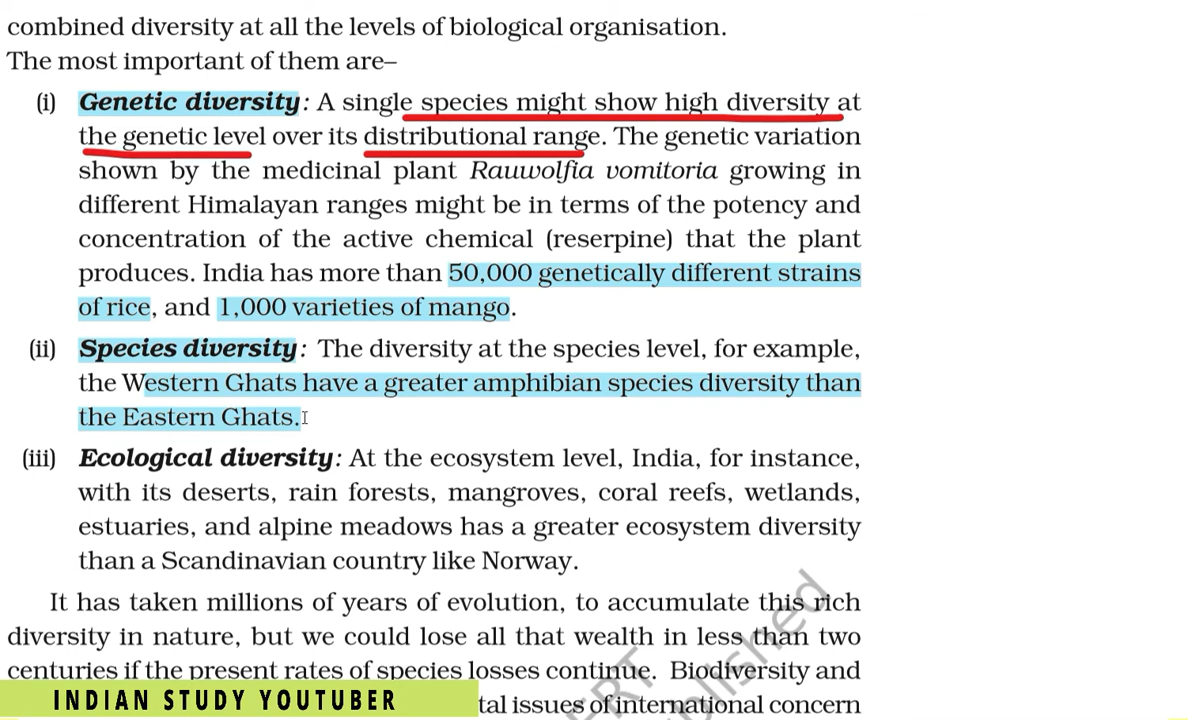 combined diversity at all the levels of biological organisation.
The most important of them are–
(i) Genetic diversity: A single species might show high diversity at
the genetic level over its distributional range. The genetic variation
shown by the medicinal plant Rauwolfia vomitoria growing in
different Himalayan ranges might be in terms of the potency and
concentration of the active chemical (reserpine) that the plant
produces. India has more than 50,000 genetically different strains
of rice, and 1,000 varieties of mango.
(ii) Species diversity: The diversity at the species level, for example,
the Western Ghats have a greater amphibian species diversity than
the Eastern Ghats.
(iii) Ecological diversity: At the ecosystem level, India, for instance,
with its deserts, rain forests, mangroves, coral reefs, wetlands,
estuaries, and alpine meadows has a greater ecosystem diversity
than a Scandinavian country like Norway.
It has taken millions of years of evolution, to accumulate this rich
diversity in nature, but we could lose all that wealth in less than two
centuries if the present rates of species losses continue. Biodiversity and
tal issues of international concern
INDIAN STUDY YOUTUBER